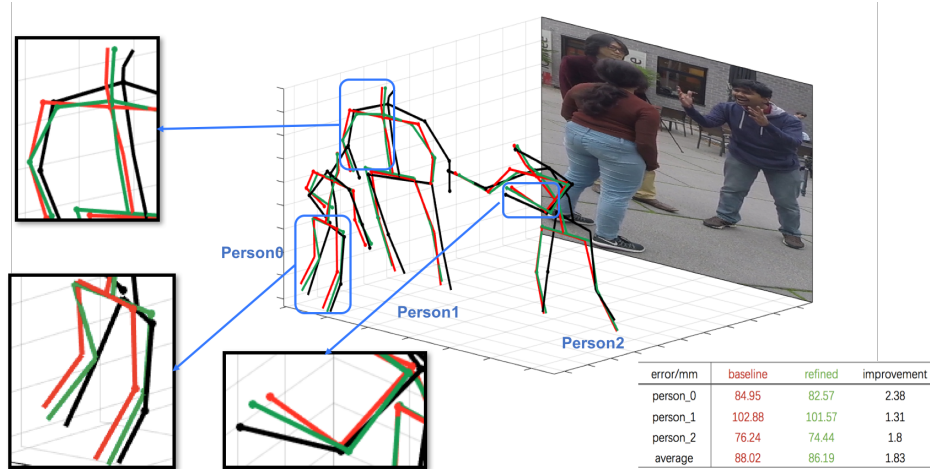 Person0
Person1
Person2
error/mm baseline refined improvement
person_0 84.95 82.57 2.38
person_1 102.88 101.57 1.31
person_2 76.24 74.44 1.8
average 88.02 86.19 1.83